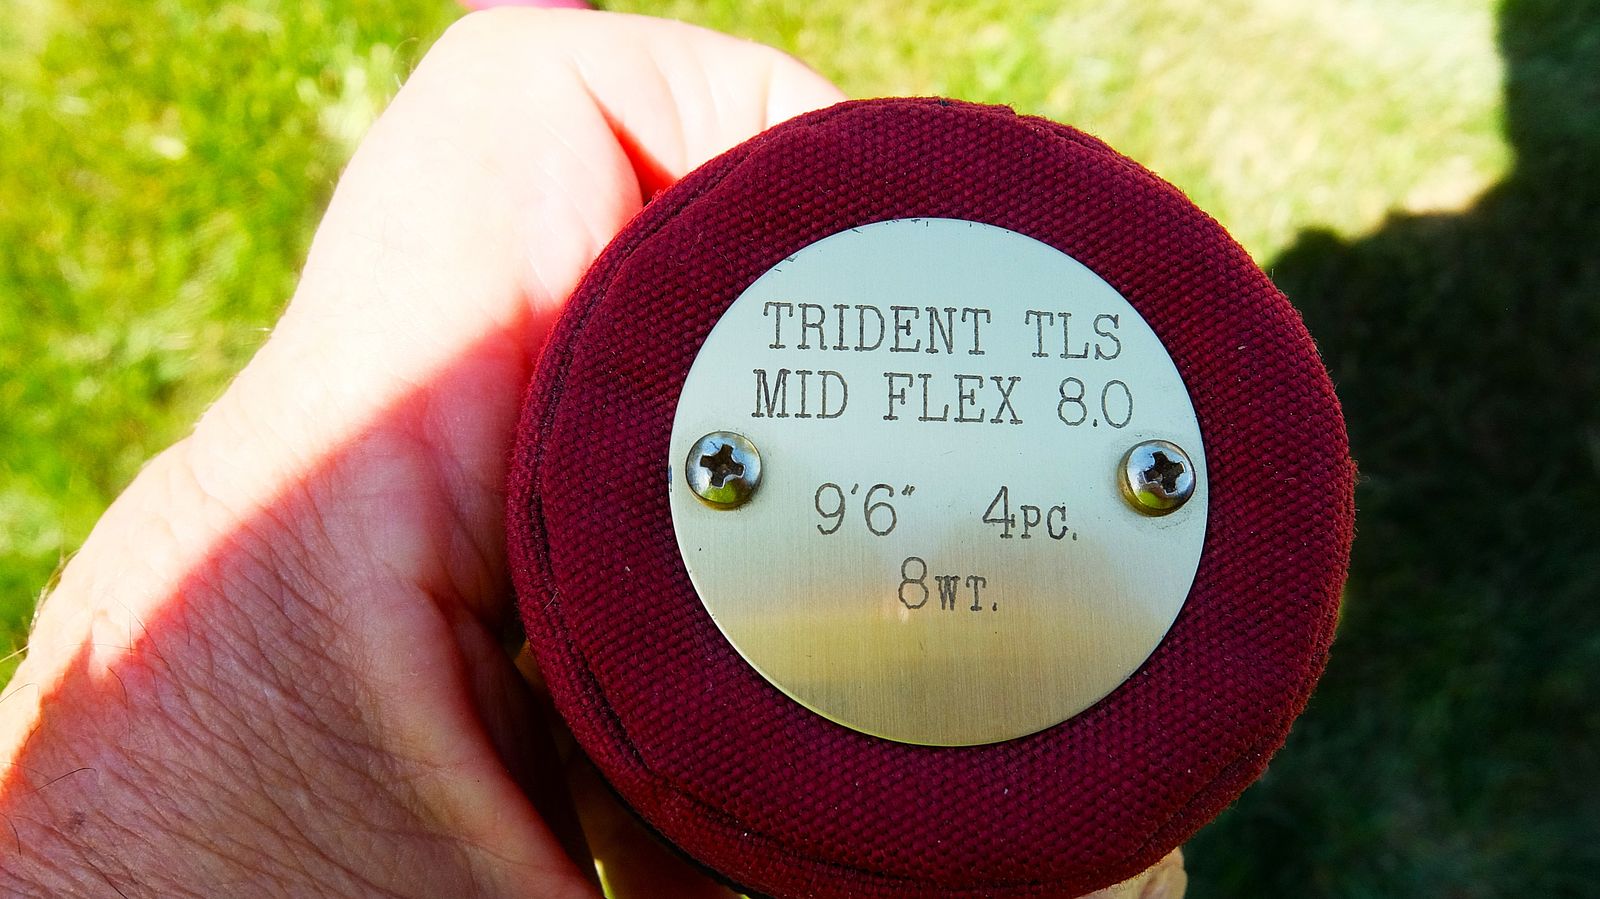 TRIDENT TLS
MID FLEX 8.0
9'6" 4PC.
8WT.